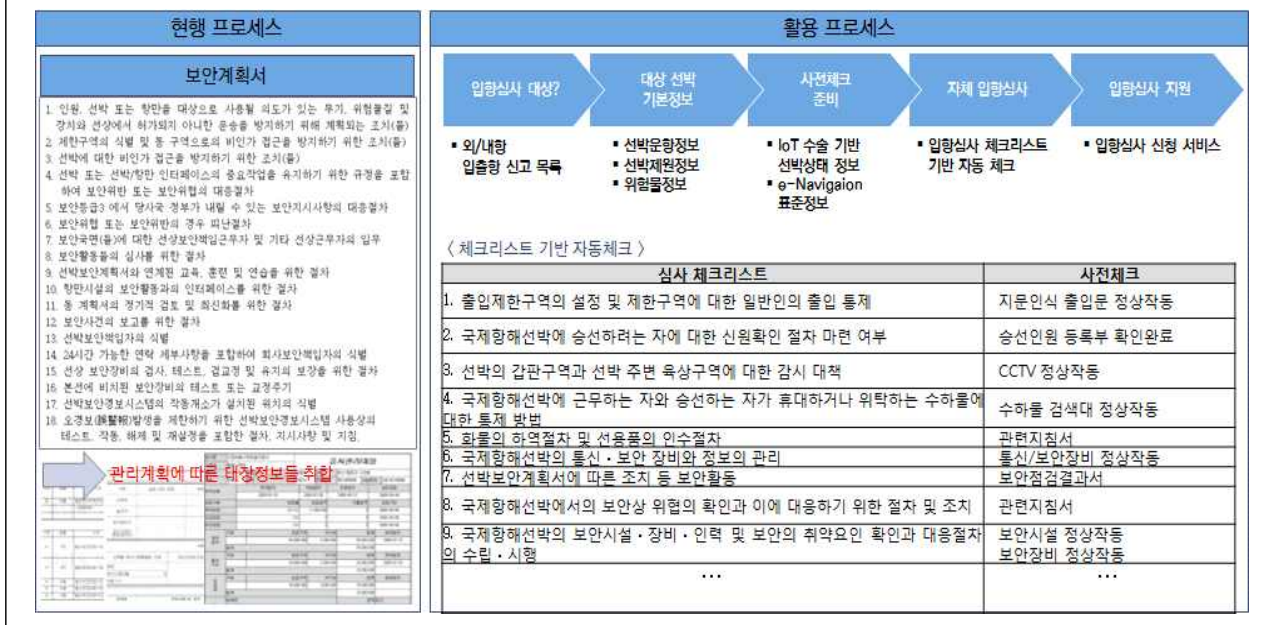 현행 프로세스
보안계획서
1. 인원, 선박 또는 항만을 대상으로 사용될 의도가 있는 무기, 위험물질 및
장치와 선상에서 허가되지 아니한 운송을 방지하기 위해 계획되는 조치(들)
2. 제한구역의 식별 및 동 구역으로의 비인가 접근을 방지하기 위한 조치(들)
3. 선박에 대한 비인가 접근을 방지하기 위한 조치(들)
4. 선박 또는 선박/항만 인터페이스의 중요작업을 유지하기 위한 규정을 포함
하여 보안위반 또는 보안위협의 대응절차
5. 보안등급3 에서 당사국 정부가 내릴 수 있는 보안지시사항의 대응절차
6. 보안위협 또는 보안위반의 경우 피난절차
7. 보안국면(들)에 대한 선상보안책임근무자 및 기타 선상근무자의 임무
8. 보안활동들의 심사를 위한 절차
9. 선박보안계획서와 연계된 교육, 훈련 및 연습을 위한 절차
10. 항만시설의 보안활동과의 인터페이스를 위한 절차
11. 동 계획서의 정기적 검토 및 최신화를 위한 절차
12. 보안사건의 보고를 위한 절차
13. 선박보안책임자의 식별
14. 24시간 가능한 연락 세부사항을 포함하여 회사보안책임자의 식별
15. 선상 보안장비의 검사, 테스트, 검교정 및 유지의 보장을 위한 절차
16. 본선에 비치된 보안장비의 테스트 또는 교정주기
17. 선박보안경보시스템의 작동개소가 설치된 위치의 식별
18. 오경보(誤警報)발생을 제한하기 위한 선박보안경보시스템 사용상의
테스트, 작동, 해제 및 재설정을 포함한 절차, 지시사항 및 지침.
관리계획에 따른 대장정보들 취합
활용 프로세스
입항심사 대상?
대상 선박
기본정보
사전체크
준비
자체 입항심사
입항심사 지원
▪ 외/내항
입출항 신고 목록
▪ 선박운항정보
▪ 선박제원정보
▪ 위험물정보
▪ IoT 수술 기반
선박상태 정보
▪ e-Navigaion
표준정보
▪ 입항심사 체크리스트
기반 자동 체크
▪ 입항심사 신청 서비스
〈 체크리스트 기반 자동체크 〉
심사 체크리스트 사전체크
1. 출입제한구역의 설정 및 제한구역에 대한 일반인의 출입 통제 지문인식 출입문 정상작동
2. 국제항해선박에 승선하려는 자에 대한 신원확인 절차 마련 여부 승선인원 등록부 확인완료
3. 선박의 갑판구역과 선박 주변 육상구역에 대한 감시 대책 CCTV 정상작동
4. 국제항해선박에 근무하는 자와 승선하는 자가 휴대하거나 위탁하는 수하물에
대한 통제 방법 수하물 검색대 정상작동
5. 화물의 하역절차 및 선용품의 인수절차 관련지침서
6. 국제항해선박의 통신・보안 장비와 정보의 관리 통신/보안장비 정상작동
7. 선박보안계획서에 따른 조치 등 보안활동 보안점검결과서
8. 국제항해선박에서의 보안상 위협의 확인과 이에 대응하기 위한 절차 및 조치 관련지침서
9. 국제항해선박의 보안시설・장비・인력 및 보안의 취약요인 확인과 대응절차
의 수립・시행 보안시설 정상작동
보안장비 정상작동
... ...